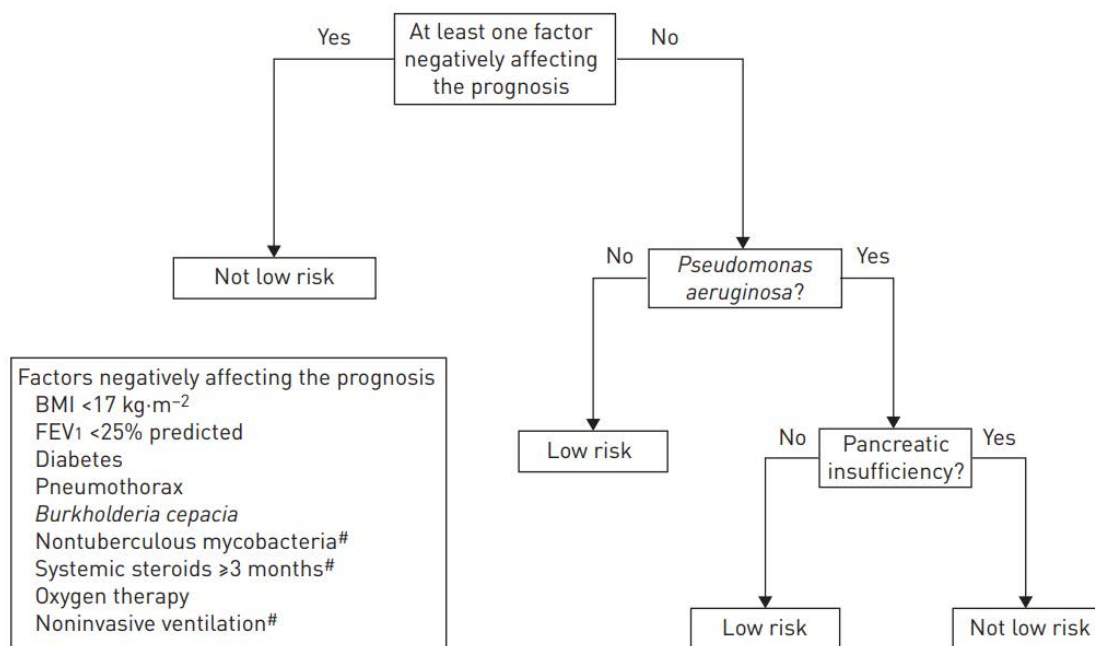 Yes
At least one factor
negatively affecting
the prognosis
No
Not low risk
No
Pseudomonas
aeruginosa?
Yes
Factors negatively affecting the prognosis
BMI <17 kg·m⁻²
FEV1 <25% predicted
Diabetes
Pneumothorax
Burkholderia cepacia
Nontuberculous mycobacteria#
Systemic steroids ⩾3 months#
Oxygen therapy
Noninvasive ventilation#
Low risk
No
Pancreatic
insufficiency?
Yes
Low risk
Not low risk